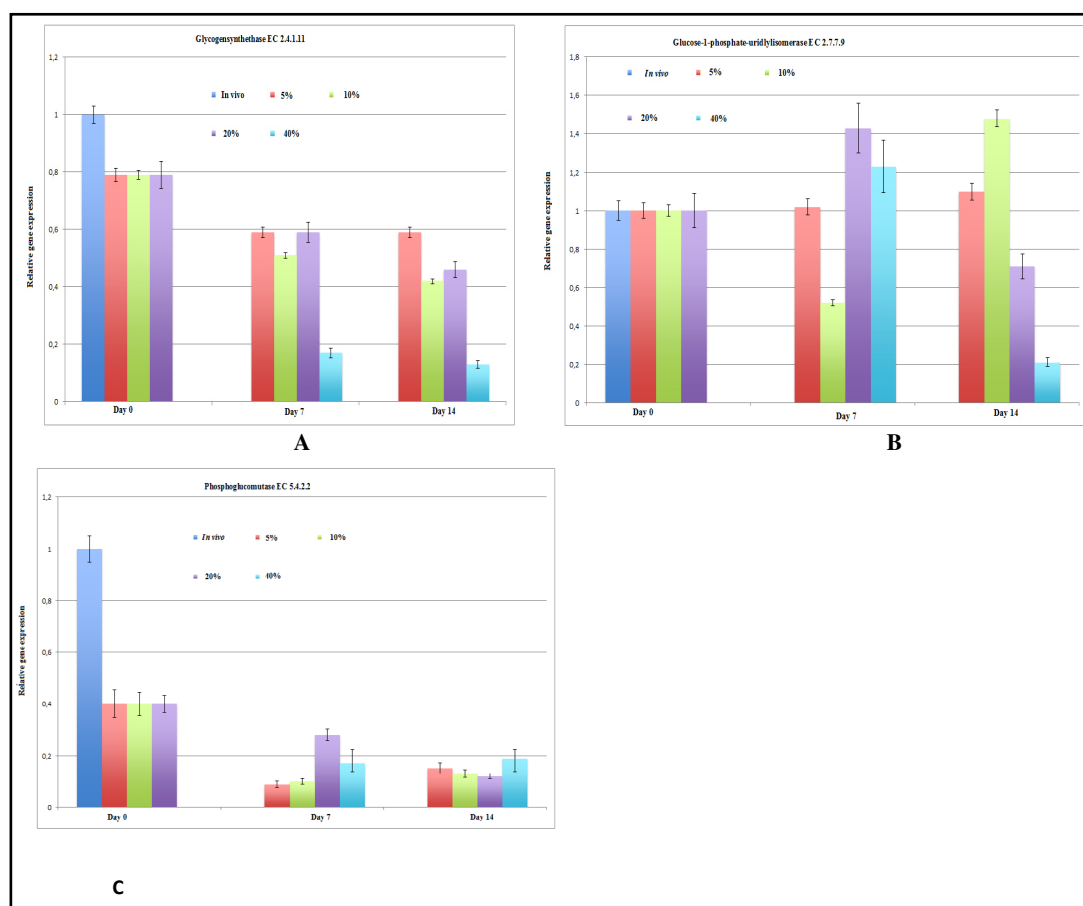 Glycogensynthethase EC 2.4.1.11
1,2
In vivo 5% 10%
1
20% 40%
0,8
Relative gene expression
0,6
0,4
0,2
0
Day 0 Day 7 Day 14
A
Glucose-1-phosphate-uridlylisomerase EC 2.7.7.9
1,8
In vivo 5% 10%
1,6
20% 40%
1,4
1,2
Relative gene expression
1
0,8
0,6
0,4
0,2
0
Day 0 Day 7 Day 14
B
Phosphoglucomutase EC 5.4.2.2
1,2
In vivo 5% 10%
1
20% 40%
0,8
Relative gene expression
0,6
0,4
0,2
0
Day 0 Day 7 Day 14
C